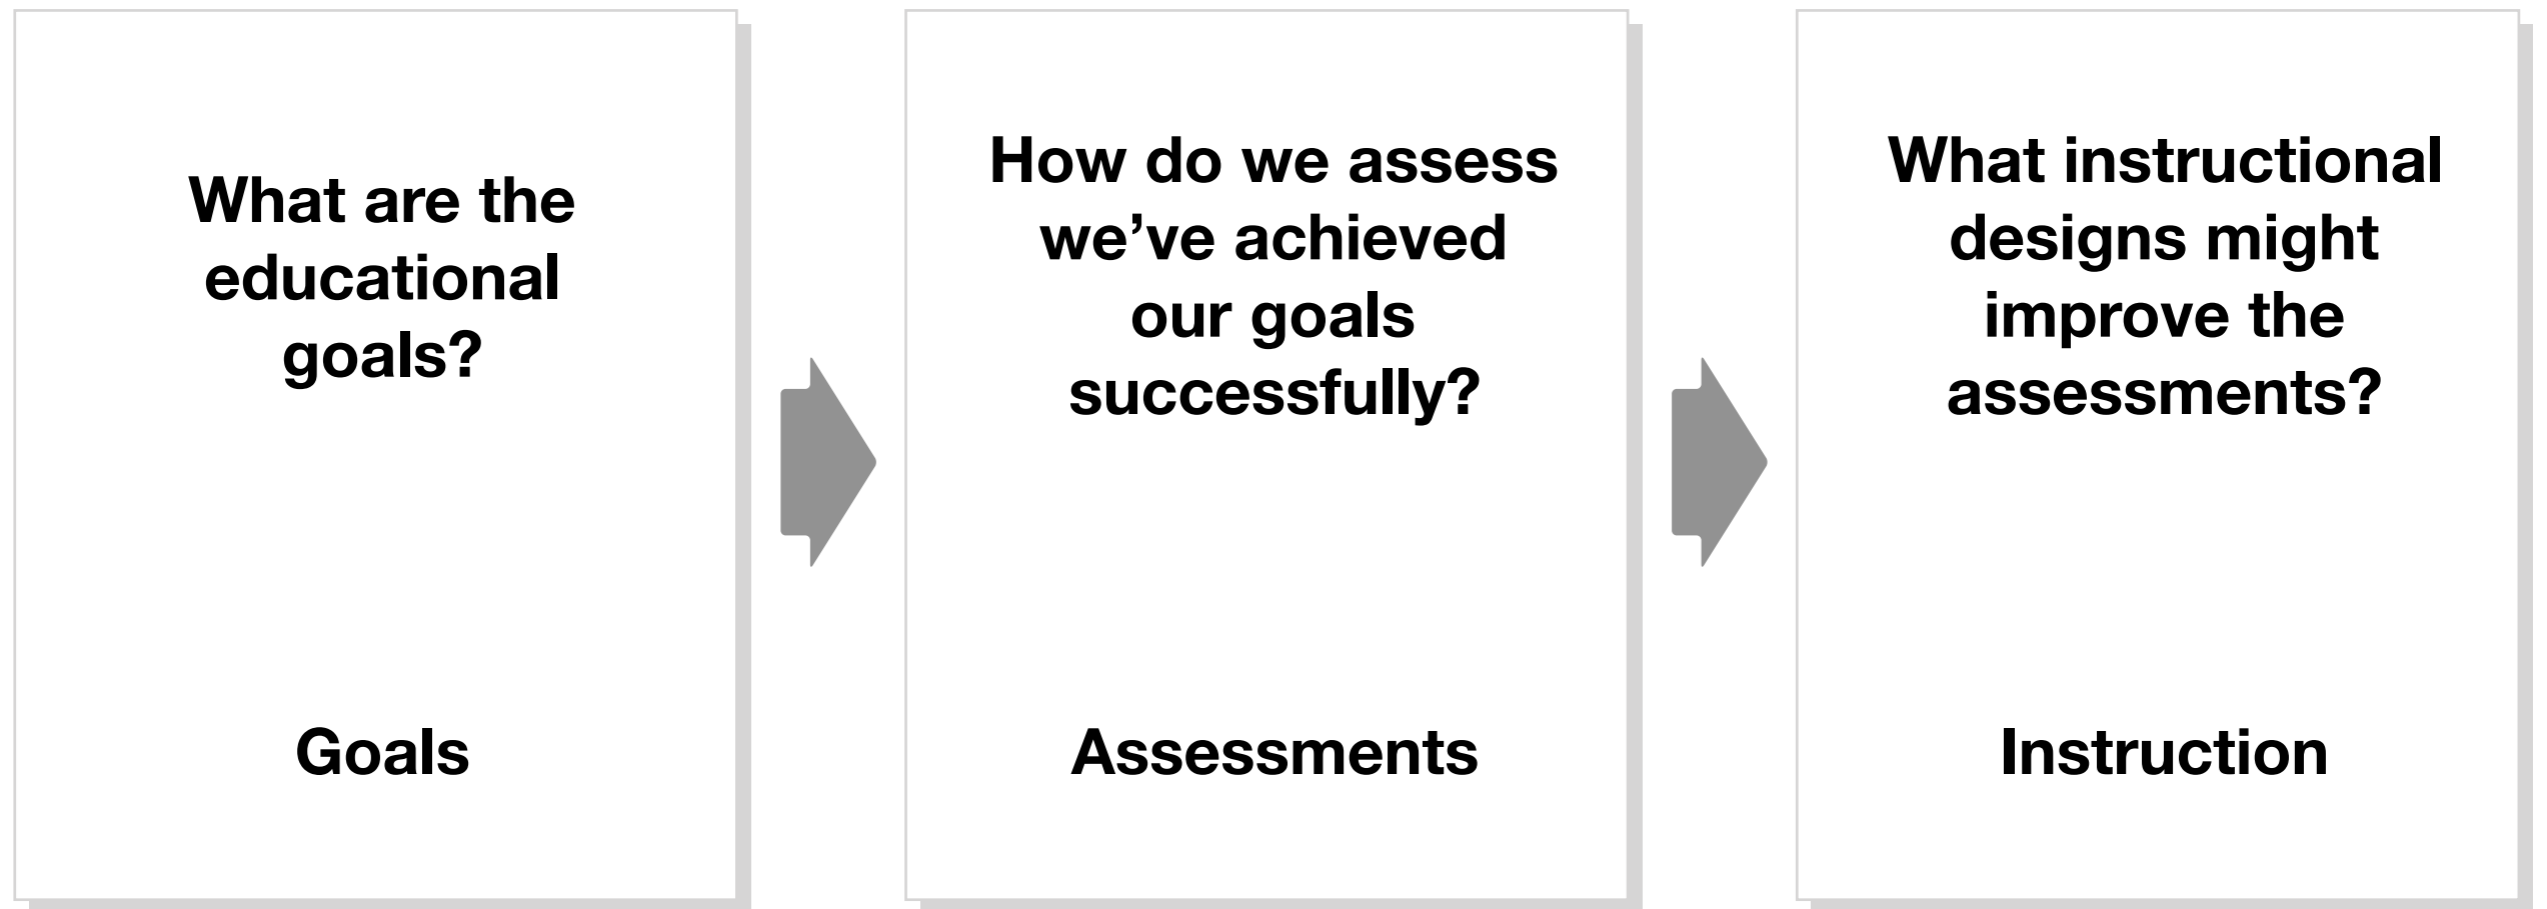 What are the
educational
goals?
Goals
How do we assess
we’ve achieved
our goals
successfully?
Assessments
What instructional
designs might
improve the
assessments?
Instruction